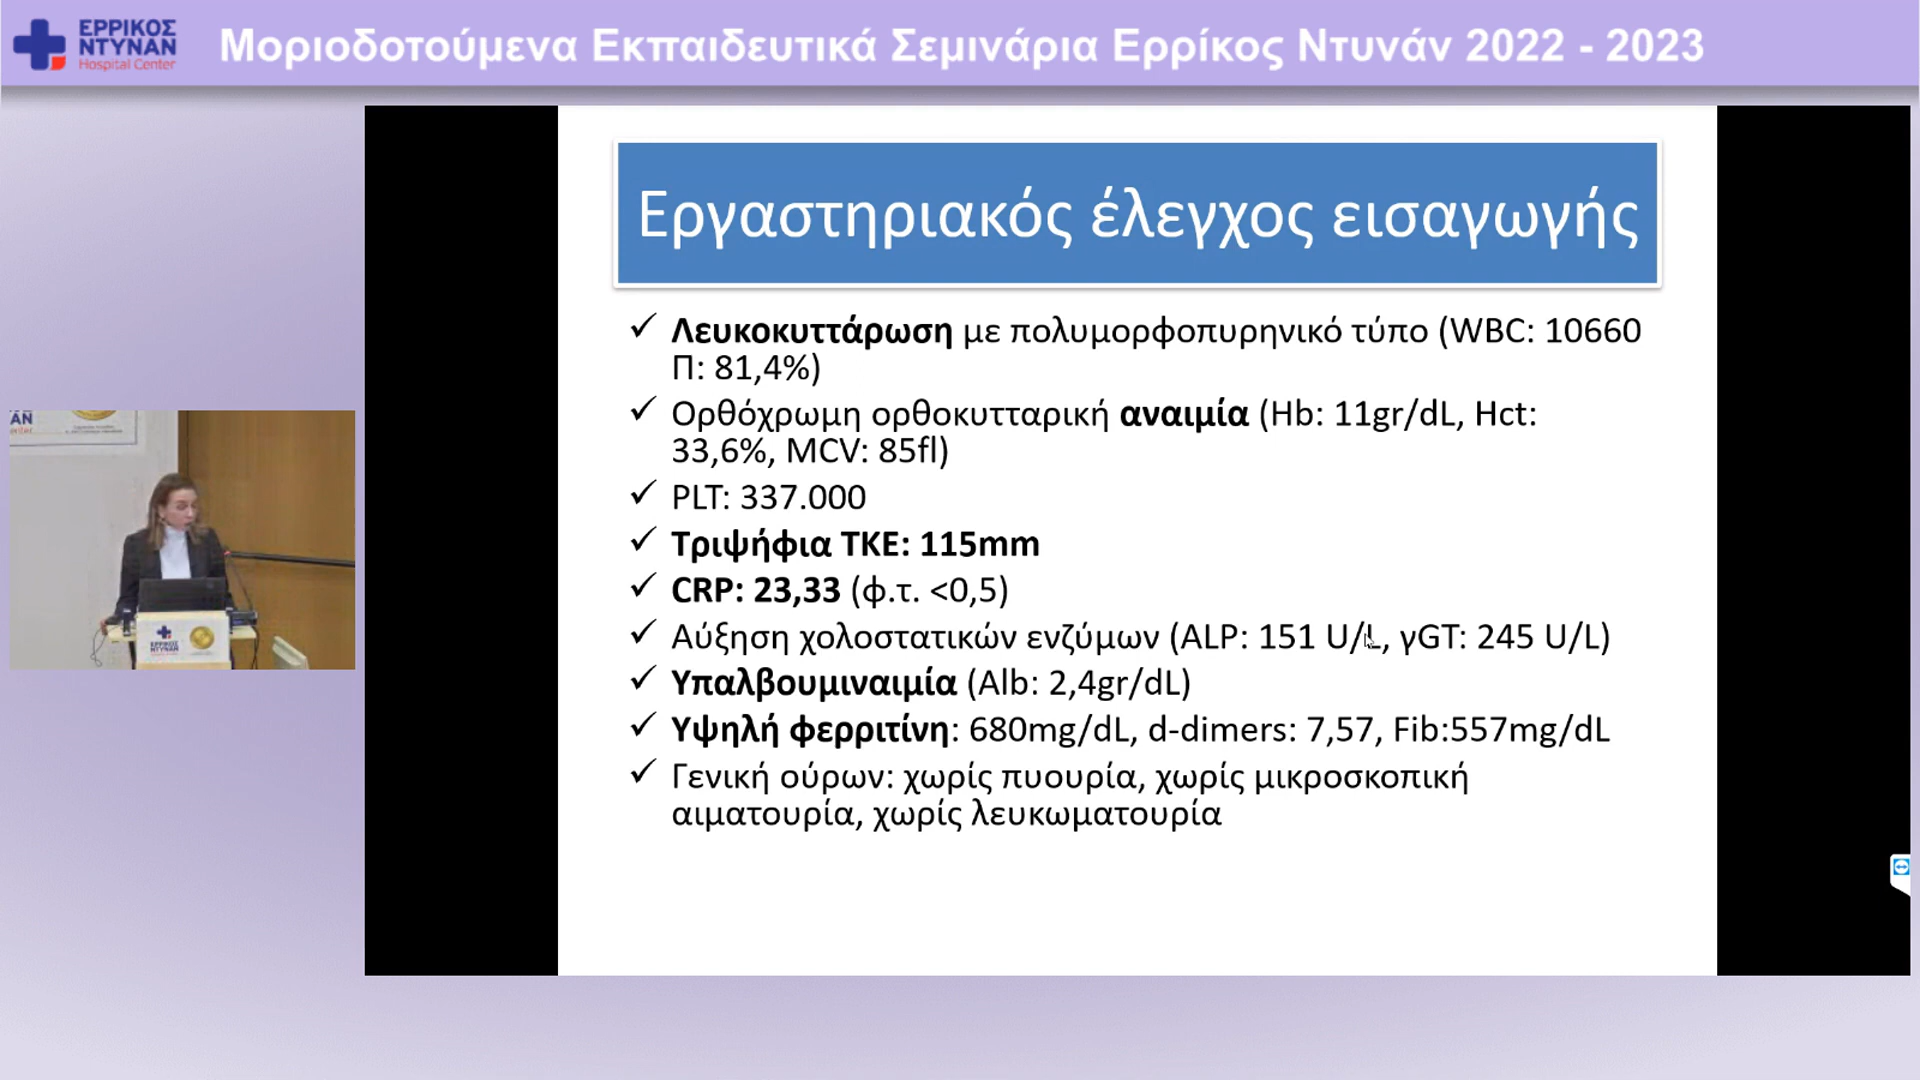 ΕΡΡΙΚΟΣ
ΝΤΥΝΑΝ
Hospital Center
Μοριοδοτούμενα Εκπαιδευτικά Σεμινάρια Ερρίκος Ντυνάν 2022 - 2023
Εργαστηριακός έλεγχος εισαγωγής
✓ Λευκοκυττάρωση με πολυμορφοπυρηνικό τύπο (WBC: 10660
Π: 81,4%)
✓ Ορθόχρωμη ορθοκυτταρική αναιμία (Hb: 11gr/dL, Hct:
33,6%, MCV: 85fl)
✓ PLT: 337.000
✓ Τριψήφια ΤΚΕ: 115mm
✓ CRP: 23,33 (φ.τ. <0,5)
✓ Αύξηση χολοστατικών ενζύμων (ALP: 151 U/L, γGT: 245 U/L)
✓ Υπαλβουμιναιμία (Alb: 2,4gr/dL)
✓ Υψηλή φερριτίνη: 680mg/dL, d-dimers: 7,57, Fib:557mg/dL
✓ Γενική ούρων: χωρίς πυουρία, χωρίς μικροσκοπική
αιματουρία, χωρίς λευκωματουρία
ΕΡΡΙΚΟΣ
ΝΤΥΝΑΝ